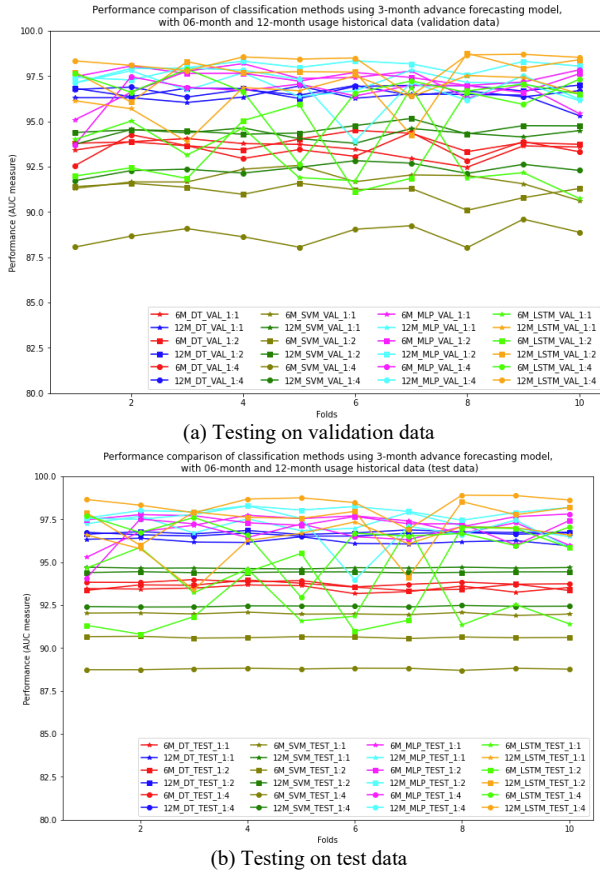 Performance comparison of classification methods using 3-month advance forecasting model,
with 06-month and 12-month usage historical data (validation data)
100.0
97.5
95.0
92.5
90.0
87.5
85.0
82.5
80.0
Performance (AUC measure)
6M_DT_VAL_1:1 6M_SVM_VAL_1:1 6M_MLP_VAL_1:1 6M_LSTM_VAL_1:1
12M_DT_VAL_1:1 12M_SVM_VAL_1:1 12M_MLP_VAL_1:1 12M_LSTM_VAL_1:1
6M_DT_VAL_1:2 6M_SVM_VAL_1:2 6M_MLP_VAL_1:2 6M_LSTM_VAL_1:2
12M_DT_VAL_1:2 12M_SVM_VAL_1:2 12M_MLP_VAL_1:2 12M_LSTM_VAL_1:2
6M_DT_VAL_1:4 6M_SVM_VAL_1:4 6M_MLP_VAL_1:4 6M_LSTM_VAL_1:4
12M_DT_VAL_1:4 12M_SVM_VAL_1:4 12M_MLP_VAL_1:4 12M_LSTM_VAL_1:4
2 4 6 8 10
Folds
(a) Testing on validation data
Performance comparison of classification methods using 3-month advance forecasting model,
with 06-month and 12-month usage historical data (test data)
100.0
97.5
95.0
92.5
90.0
87.5
85.0
82.5
80.0
Performance (AUC measure)
6M_DT_TEST_1:1 6M_SVM_TEST_1:1 6M_MLP_TEST_1:1 6M_LSTM_TEST_1:1
12M_DT_TEST_1:1 12M_SVM_TEST_1:1 12M_MLP_TEST_1:1 12M_LSTM_TEST_1:1
6M_DT_TEST_1:2 6M_SVM_TEST_1:2 6M_MLP_TEST_1:2 6M_LSTM_TEST_1:2
12M_DT_TEST_1:2 12M_SVM_TEST_1:2 12M_MLP_TEST_1:2 12M_LSTM_TEST_1:2
6M_DT_TEST_1:4 6M_SVM_TEST_1:4 6M_MLP_TEST_1:4 6M_LSTM_TEST_1:4
12M_DT_TEST_1:4 12M_SVM_TEST_1:4 12M_MLP_TEST_1:4 12M_LSTM_TEST_1:4
2 4 6 8 10
Folds
(b) Testing on test data